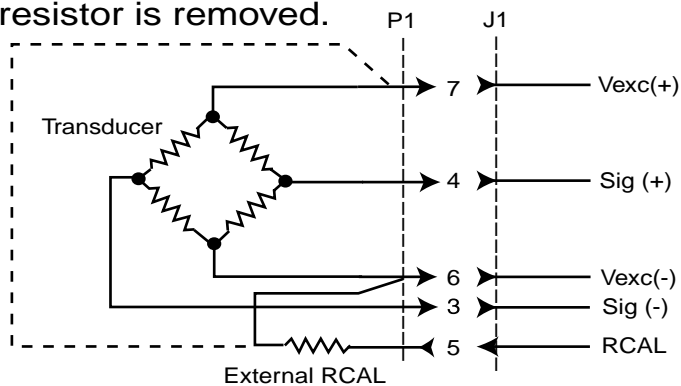 resistor is removed.
P1 J1
7 Vexc(+)
Transducer
4 Sig (+)
6 Vexc(-)
3 Sig (-)
5 RCAL
External RCAL